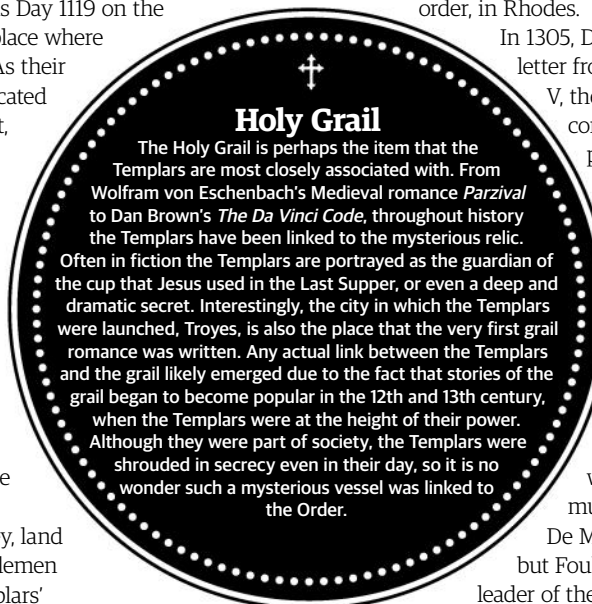 s Day 1119 on the
place where
As their
cated
t,
e
y, land
lemen
plars’
Holy Grail
The Holy Grail is perhaps the item that the
Templars are most closely associated with. From
Wolfram von Eschenbach’s Medieval romance Parzival
to Dan Brown’s The Da Vinci Code, throughout history
the Templars have been linked to the mysterious relic.
Often in fiction the Templars are portrayed as the guardian of
the cup that Jesus used in the Last Supper, or even a deep and
dramatic secret. Interestingly, the city in which the Templars
were launched, Troyes, is also the place that the very first grail
romance was written. Any actual link between the Templars
and the grail likely emerged due to the fact that stories of the
grail began to become popular in the 12th and 13th century,
when the Templars were at the height of their power.
Although they were part of society, the Templars were
shrouded in secrecy even in their day, so it is no
wonder such a mysterious vessel was linked to
the Order.
order, in Rhodes.
In 1305, D
letter fro
V, the
con
p
w
mu
De M
but Foul
leader of the